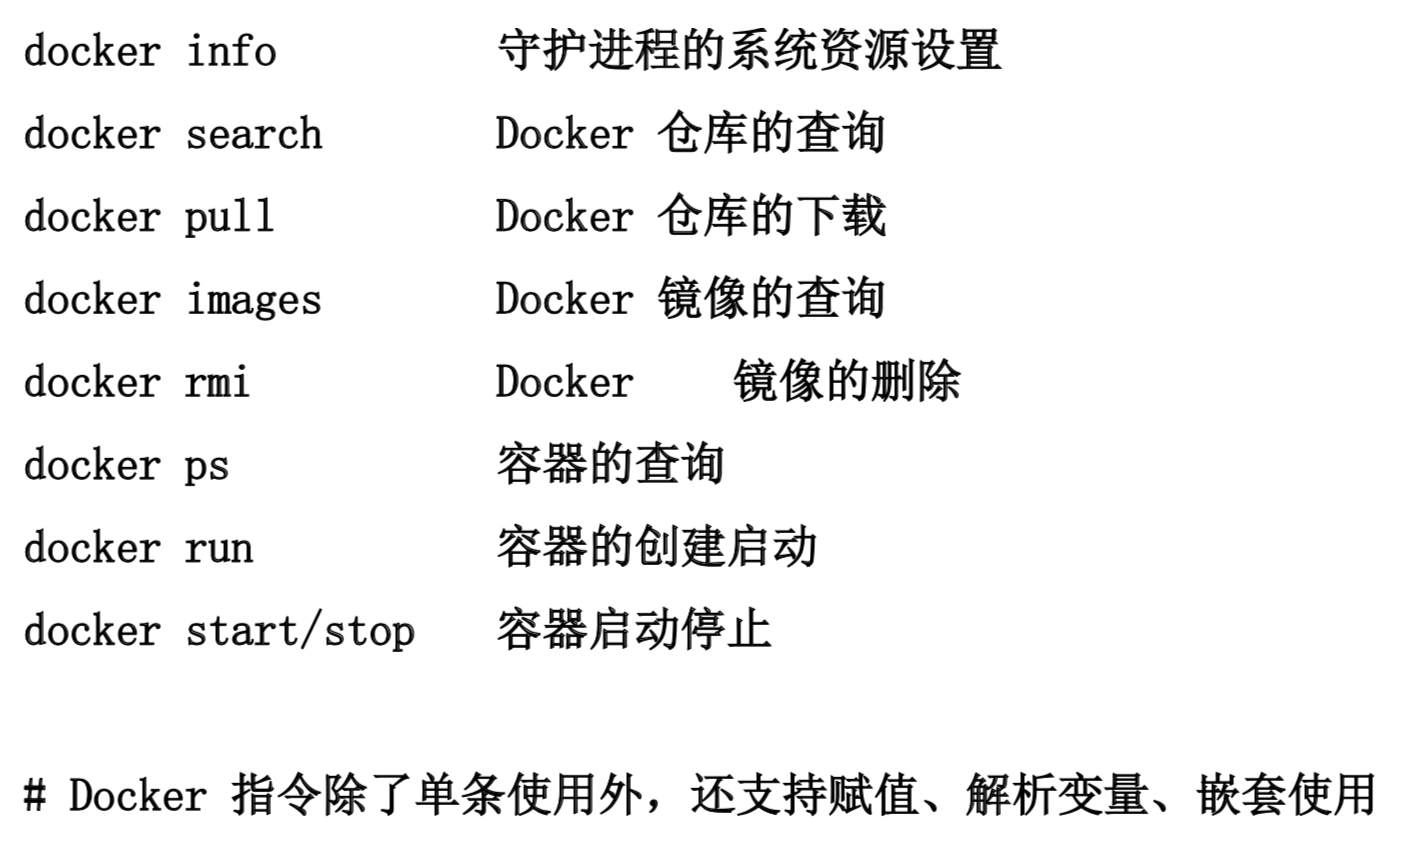 docker info 守护进程的系统资源设置
docker search Docker 仓库的查询
docker pull Docker 仓库的下载
docker images Docker 镜像的查询
docker rmi Docker 镜像的删除
docker ps 容器的查询
docker run 容器的创建启动
docker start/stop 容器启动停止
# Docker 指令除了单条使用外，还支持赋值、解析变量、嵌套使用